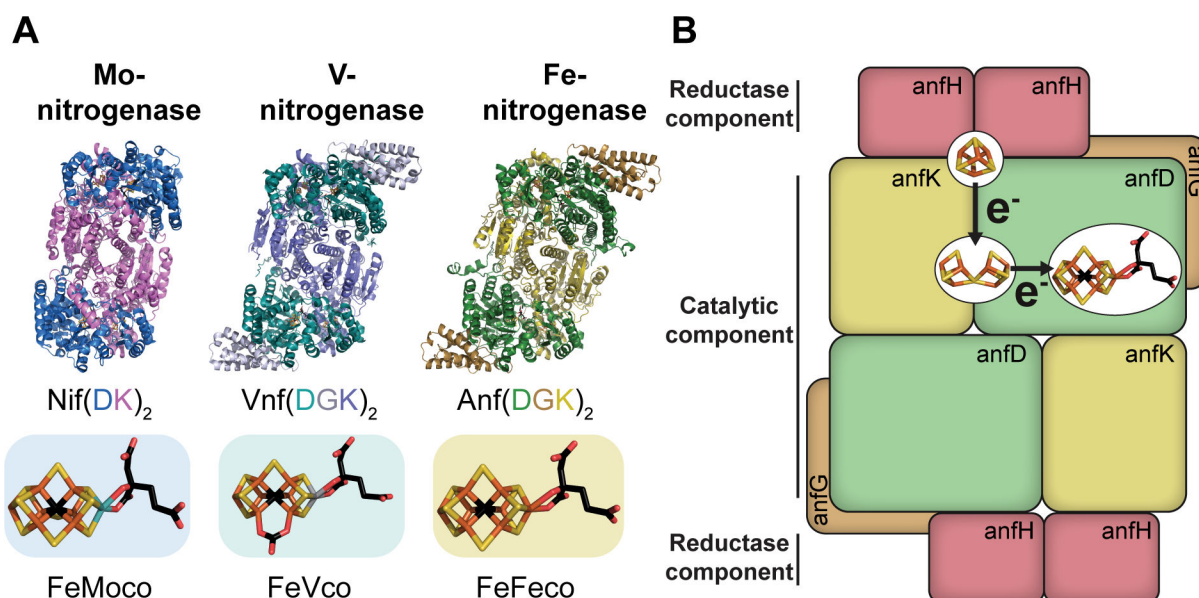 A
Mo-
nitrogenase
V-
nitrogenase
Fe-
nitrogenase
Nif(DK)₂
Vnf(DGK)₂
Anf(DGK)₂
FeMoco
FeVco
FeFeco
B
Reductase
component
anfH
anfH
anfG
anfK
anfD
e⁻
e⁻
Catalytic
component
anfD
anfK
anfG
Reductase
component
anfH
anfH